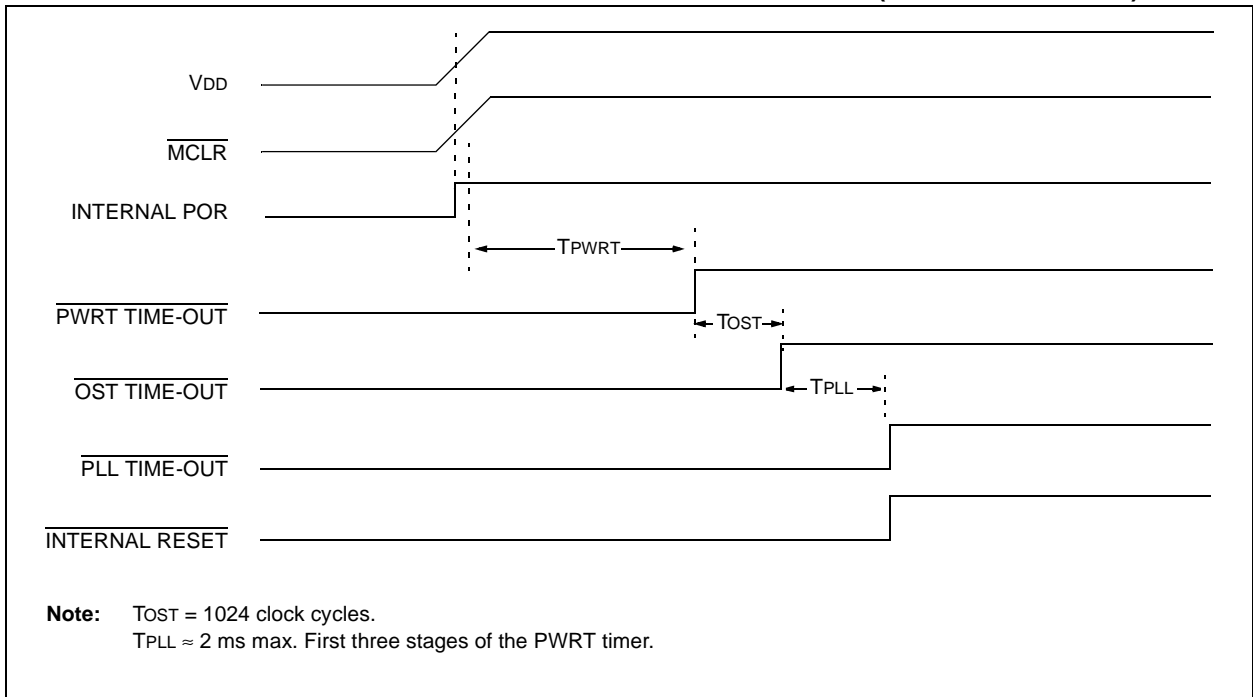 VDD
MCLR
INTERNAL POR
TPWRT
PWRT TIME-OUT
TOST
OST TIME-OUT
TPLL
PLL TIME-OUT
INTERNAL RESET
Note: TOST = 1024 clock cycles.
TPLL ≈ 2 ms max. First three stages of the PWRT timer.